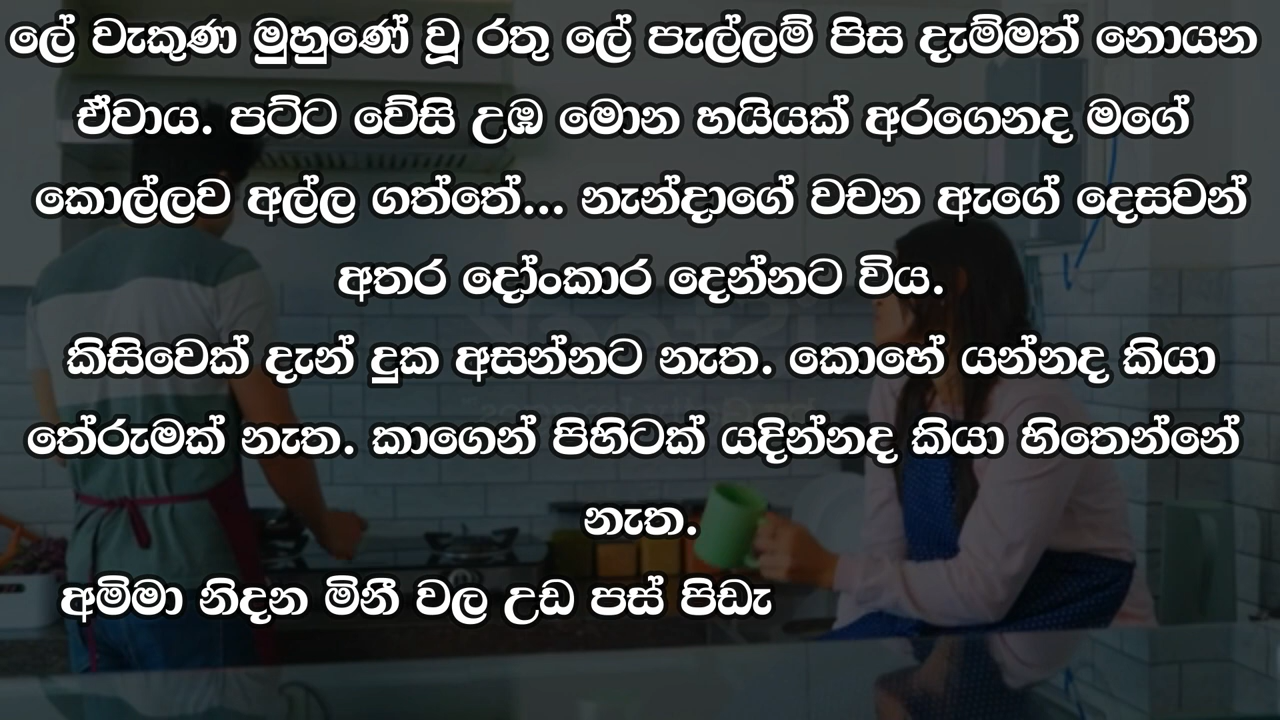 ලේ වැකුණ මුහුණේ වූ රතු ලේ පැල්ලම් පිස දැම්මත් නොයන
ඒවාය. පට්ට වේසි උඹ මොන හයියක් අරගෙනද මගේ
කොල්ලව අල්ල ගත්තේ... නැන්දාගේ වචන ඇගේ දෙසවන්
අතර දෝංකාර දෙන්නට විය.
කිසිවෙක් දැන් දුක අසන්නට නැත. කොහේ යන්නද කියා
තේරුමක් නැත. කාගෙන් පිහිටක් යදින්නද කියා හිතෙන්නේ
නැත.
අම්මා නිදන මිනී වල උඩ පස් පිඩැ